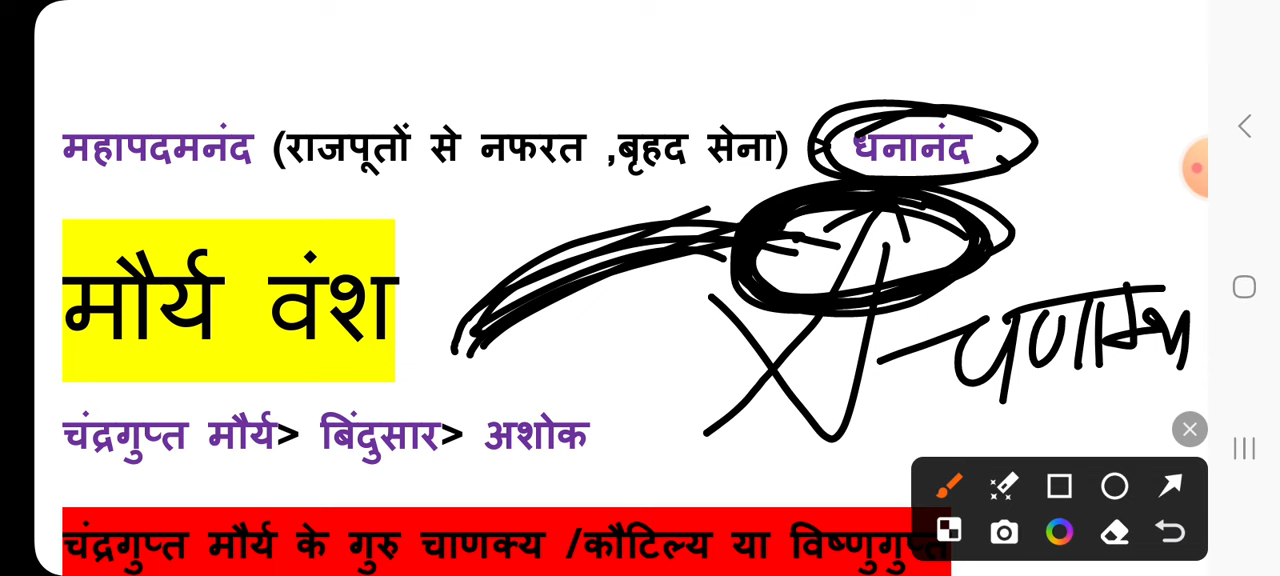 महापदमनंद (राजपूतों से नफरत ,बृहद सेना) > धनानंद
मौर्य वंश
चंद्रगुप्त मौर्य> बिंदुसार> अशोक
चंद्रगुप्त मौर्य के गुरु चाणक्य /कौटिल्य या विष्णुगुप्त